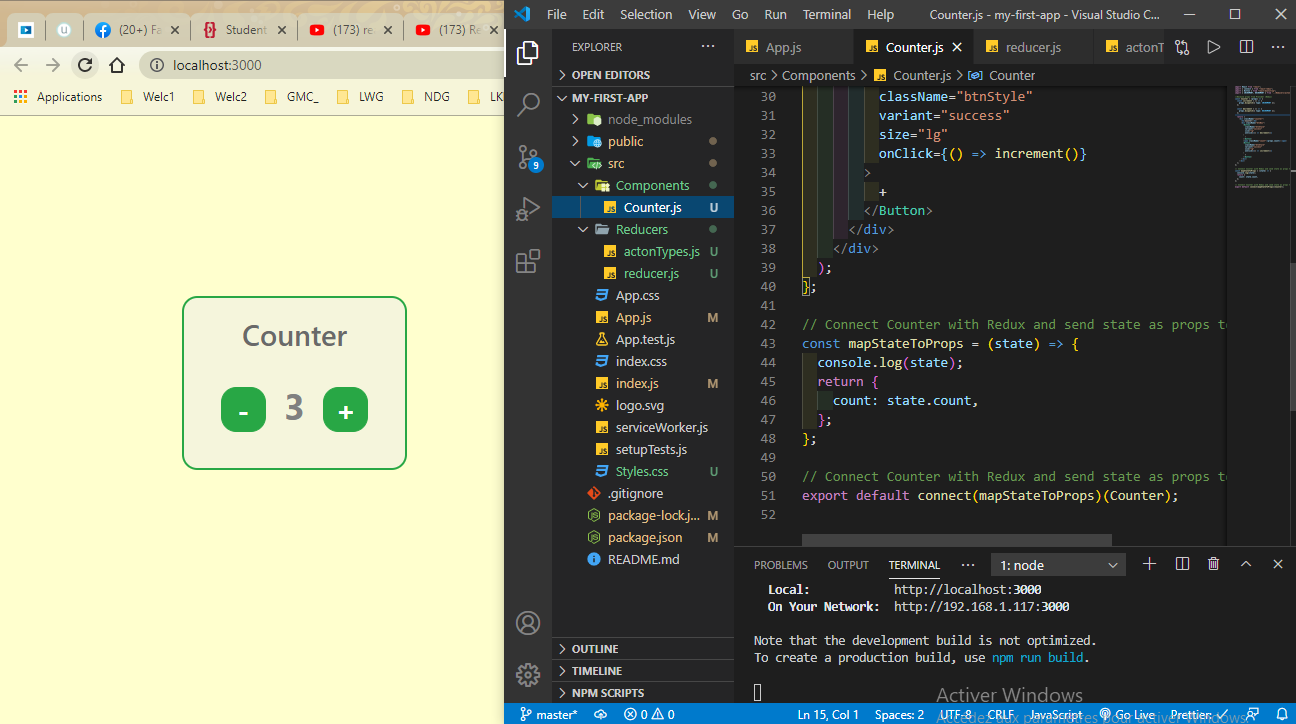 (20+) Fa
Student
(173) re
(173) Re
localhost:3000
Applications
Welc1
Welc2
GMC_
LWG
NDG
LK
Counter
-
3
+
File Edit Selection View Go Run Terminal Help
Counter.js - my-first-app - Visual Studio C...
EXPLORER
OPEN EDITORS
MY-FIRST-APP
node_modules
public
src
Components
Counter.js U
Reducers
actonTypes.js U
reducer.js U
App.css
App.js M
App.test.js
index.css
index.js M
logo.svg
serviceWorker.js
setupTests.js
Styles.css U
.gitignore
package-lock.j... M
package.json M
README.md
OUTLINE
TIMELINE
NPM SCRIPTS
9
App.js
Counter.js
reducer.js
actonT
src > Components > Counter.js > Counter
30 className="btnStyle"
31 variant="success"
32 size="lg"
33 onClick={() => increment()}
34 >
35 +
36 </Button>
37 </div>
38 </div>
39 );
40 };
41
42 // Connect Counter with Redux and send state as props t
43 const mapStateToProps = (state) => {
44 console.log(state);
45 return {
46 count: state.count,
47 };
48 };
49
50 // Connect Counter with Redux and send state as props t
51 export default connect(mapStateToProps)(Counter);
52
PROBLEMS OUTPUT TERMINAL ... 1: node
Local: http://localhost:3000
On Your Network: http://192.168.1.117:3000
Note that the development build is not optimized.
To create a production build, use npm run build.
Activer Windows
Accédez aux paramètres pour activer Windows
master* 0 0 Ln 15, Col 1 Spaces: 2 UTF-8 CRLF JavaScript Go Live Prettier: ✓